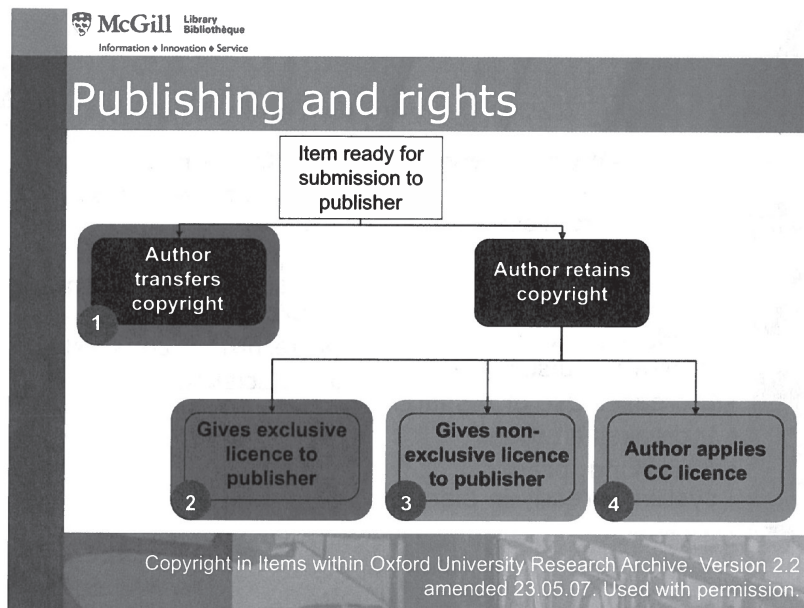 McGill
Library
Bibliothèque
Information ♦ Innovation ♦ Service
Publishing and rights
Item ready for
submission to
publisher
Author
transfers
copyright
1
Author retains
copyright
Gives exclusive
licence to
publisher
2
Gives non-
exclusive licence
to publisher
3
Author applies
CC licence
4
Copyright in Items within Oxford University Research Archive. Version 2.2
amended 23.05.07. Used with permission.